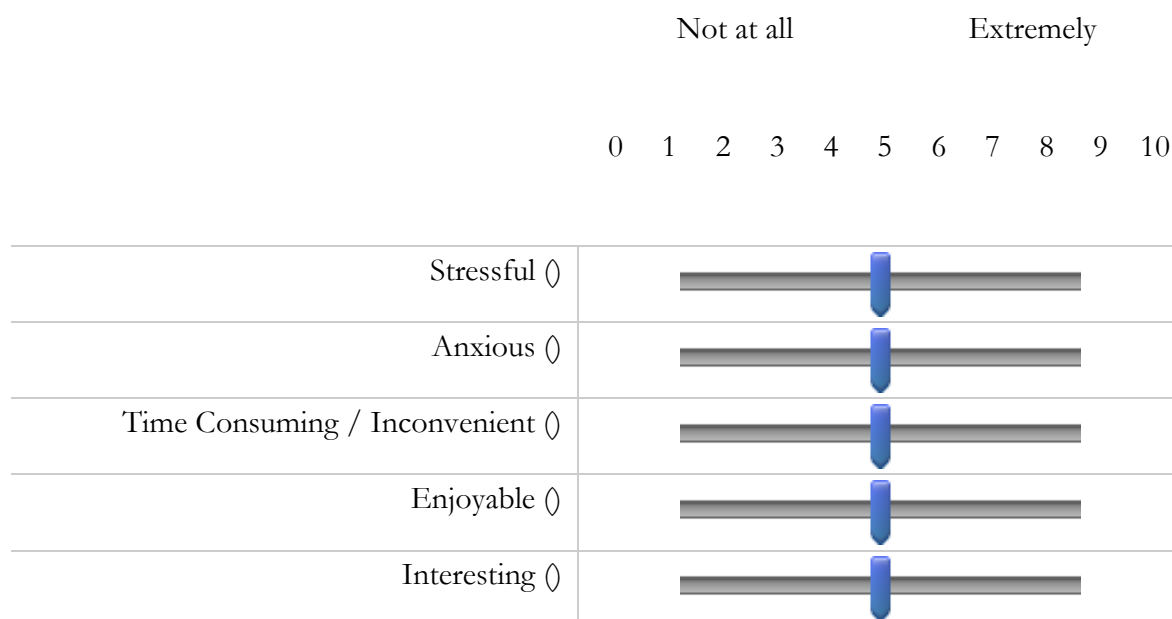 Not at all Extremely
0 1 2 3 4 5 6 7 8 9 10
Stressful ()
Anxious ()
Time Consuming / Inconvenient ()
Enjoyable ()
Interesting ()